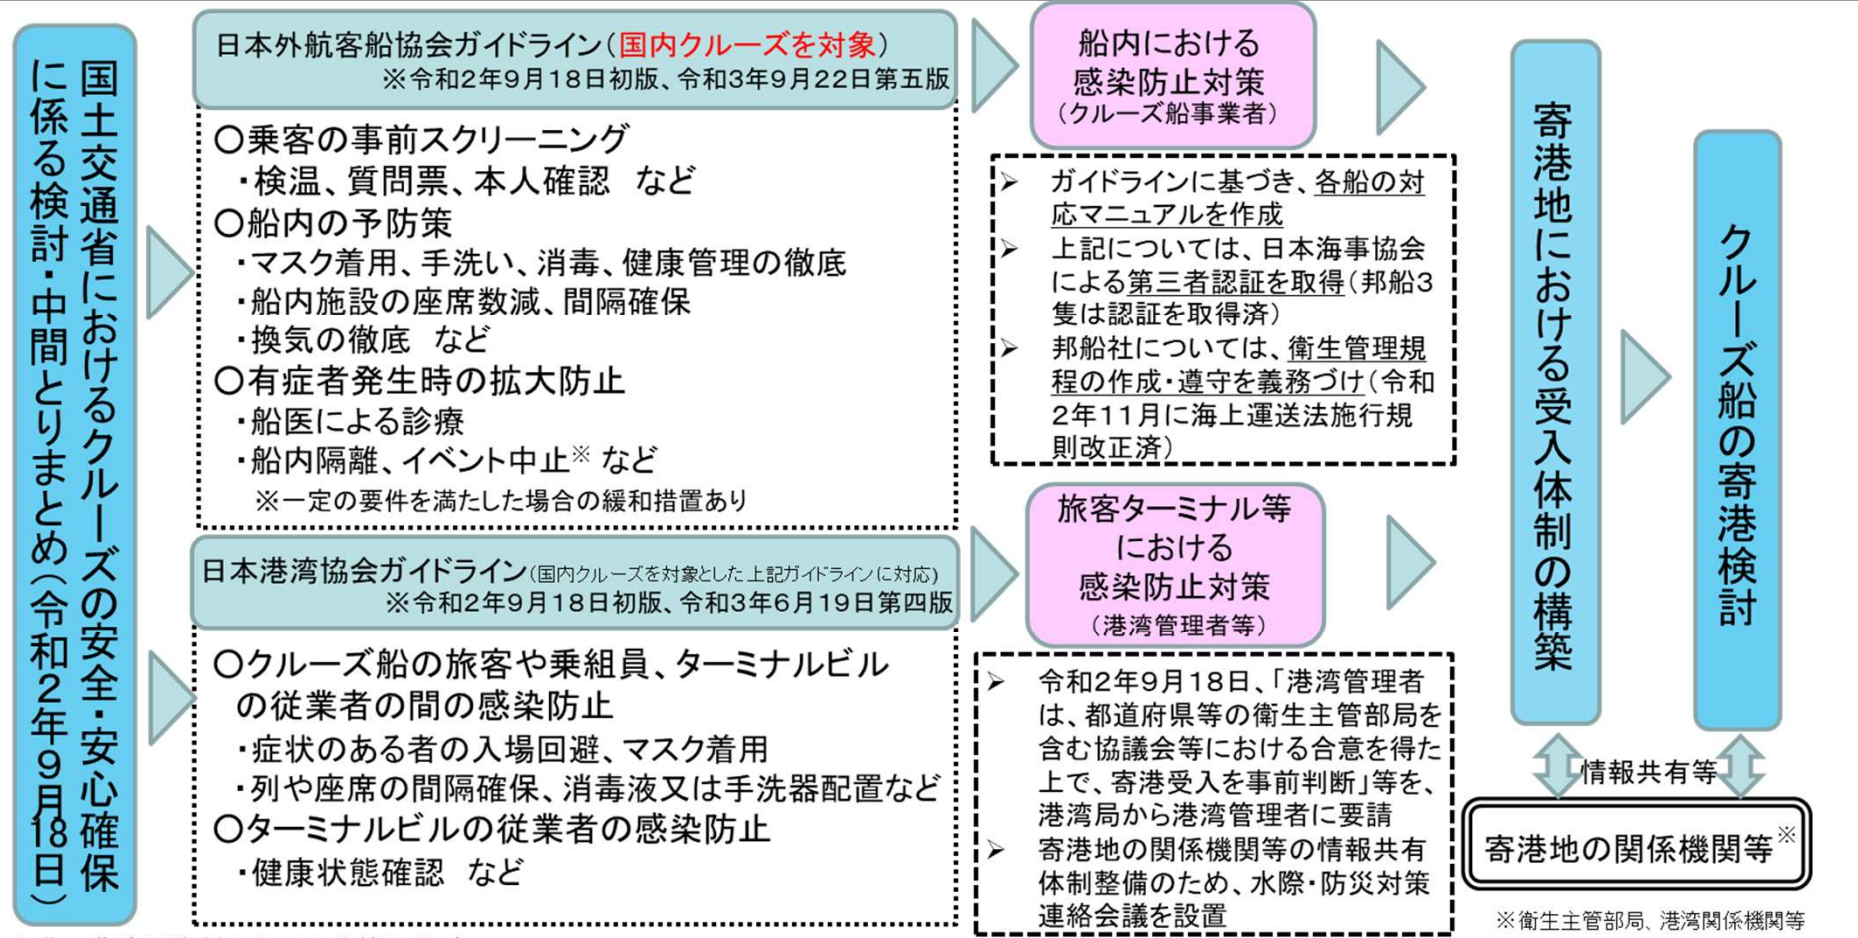 国土交通省におけるクルーズの安全・安心確保
に係る検討・中間とりまとめ（令和２年９月18日）
日本外航客船協会ガイドライン（国内クルーズを対象）
※令和２年９月１８日初版、令和３年９月２２日第五版
〇乗客の事前スクリーニング
・検温、質問票、本人確認　など
〇船内の予防策
・マスク着用、手洗い、消毒、健康管理の徹底
・船内施設の座席数減、間隔確保
・換気の徹底　など
〇有症者発生時の拡大防止
・船医による診療
・船内隔離、イベント中止※ など
※一定の要件を満たした場合の緩和措置あり
日本港湾協会ガイドライン（国内クルーズを対象とした上記ガイドラインに対応）
※令和２年９月１８日初版、令和３年６月１９日第四版
〇クルーズ船の旅客や乗組員、ターミナルビル
の従業者の間の感染防止
・症状のある者の入場回避、マスク着用
・列や座席の間隔確保、消毒液又は手洗器配置など
〇ターミナルビルの従業者の感染防止
・健康状態確認　など
船内における
感染防止対策
（クルーズ船事業者）
➢ ガイドラインに基づき、各船の対
応マニュアルを作成
➢ 上記については、日本海事協会
による第三者認証を取得（邦船３
隻は認証を取得済）
➢ 邦船社については、衛生管理規
程の作成・遵守を義務づけ（令和
２年１１月に海上運送法施行規
則改正済）
旅客ターミナル等
における
感染防止対策
（港湾管理者等）
➢ 令和２年９月１８日、「港湾管理者
は、都道府県等の衛生主管部局を
含む協議会等における合意を得た
上で、寄港受入を事前判断」等を、
港湾局から港湾管理者に要請
➢ 寄港地の関係機関等の情報共有
体制整備のため、水際・防災対策
連絡会議を設置
寄港地における受入体制の構築
クルーズ船の寄港検討
情報共有等
寄港地の関係機関等※
※衛生主管部局、港湾関係機関等